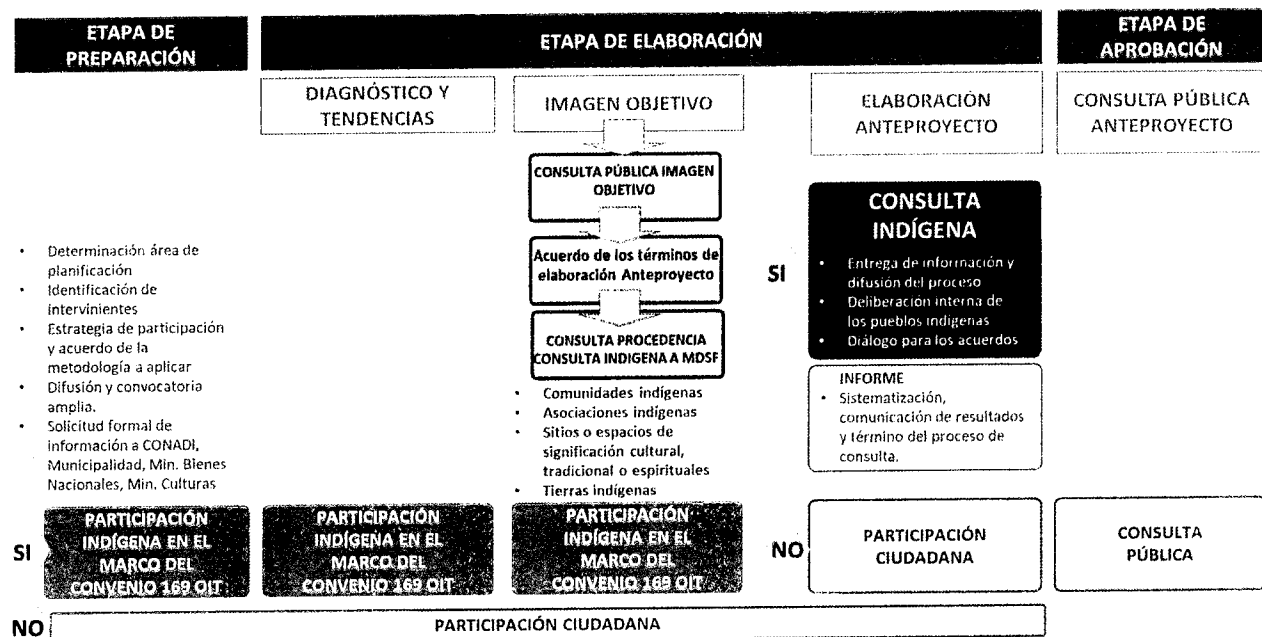 ETAPA DE
PREPARACIÓN
ETAPA DE ELABORACIÓN
ETAPA DE
APROBACIÓN
DIAGNÓSTICO Y
TENDENCIAS
IMAGEN OBJETIVO
ELABORACIÓN
ANTEPROYECTO
CONSULTA PÚBLICA
ANTEPROYECTO
CONSULTA PÚBLICA IMAGEN
OBJETIVO
Acuerdo de los términos de
elaboración Anteproyecto
CONSULTA PROCEDENCIA
CONSULTA INDIGENA A MDSF
• Comunidades indígenas
• Asociaciones indígenas
• Sitios o espacios de
significación cultural,
tradicional o espirituales
• Tierras indígenas
• Determinación área de
planificación
• Identificación de
intervinientes
• Estrategia de participación
y acuerdo de la
metodología a aplicar
• Difusión y convocatoria
amplia.
• Solicitud formal de
información a CONADI,
Municipalidad, Min. Bienes
Nacionales, Min. Culturas
SI
CONSULTA
INDÍGENA
• Entrega de información y
difusión del proceso
• Deliberación interna de
los pueblos indígenas
• Diálogo para los acuerdos
INFORME
• Sistematización,
comunicación de resultados
y término del proceso de
consulta.
SI
PARTICIPACIÓN
INDÍGENA EN EL
MARCO DEL
CONVENIO 169 OIT
PARTICIPACIÓN
INDÍGENA EN EL
MARCO DEL
CONVENIO 169 OIT
PARTICIPACIÓN
INDÍGENA EN EL
MARCO DEL
CONVENIO 169 OIT
NO
PARTICIPACIÓN
CIUDADANA
CONSULTA
PÚBLICA
NO
PARTICIPACIÓN CIUDADANA